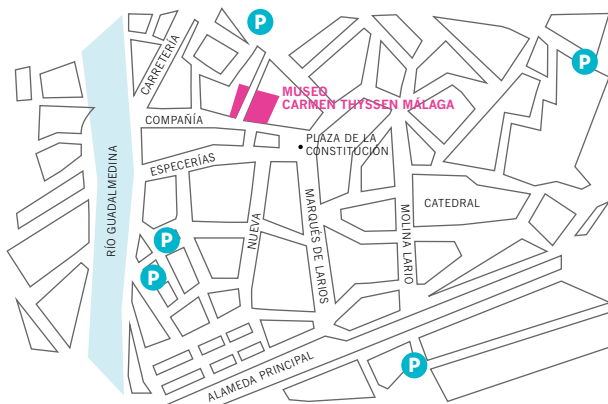 P
P
CARRETERÍA
MUSEO
CARMEN THYSSEN MÁLAGA
COMPAÑÍA
PLAZA DE LA
CONSTITUCIÓN
ESPECERÍAS
RÍO GUADALMEDINA
MARQUÉS DE LARIOS
MOLINA LARIO
CATEDRAL
NUEVA
P
P
P
ALAMEDA PRINCIPAL